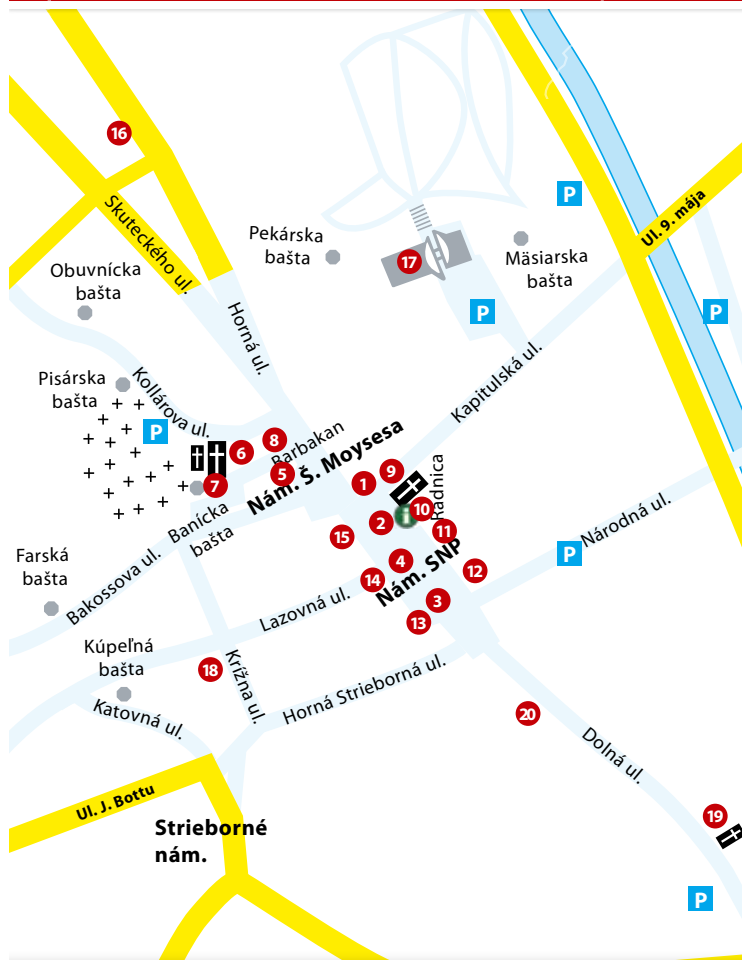 16
P
Skuteckého ul.
Ul. 9. mája
Pekárska
bašta
17
Mäsiarska
bašta
Obuvnícka
bašta
P
P
Horná ul.
Kapitulská ul.
Pisárska
bašta
Kollárova ul.
P
8
Barbakan
6
Nám. Š. Moysesa
9
5
1
7
Radnica
10
i
2
11
Banícka
bašta
15
Národná ul.
P
Farská
bašta
Bakossova ul.
4
Nám. SNP
12
14
Lazovná ul.
3
13
Kúpeľná
bašta
18
Krížna ul.
Horná Strieborná ul.
Katovná ul.
20
Dolná ul.
Ul. J. Bottu
Strieborné
nám.
19
P